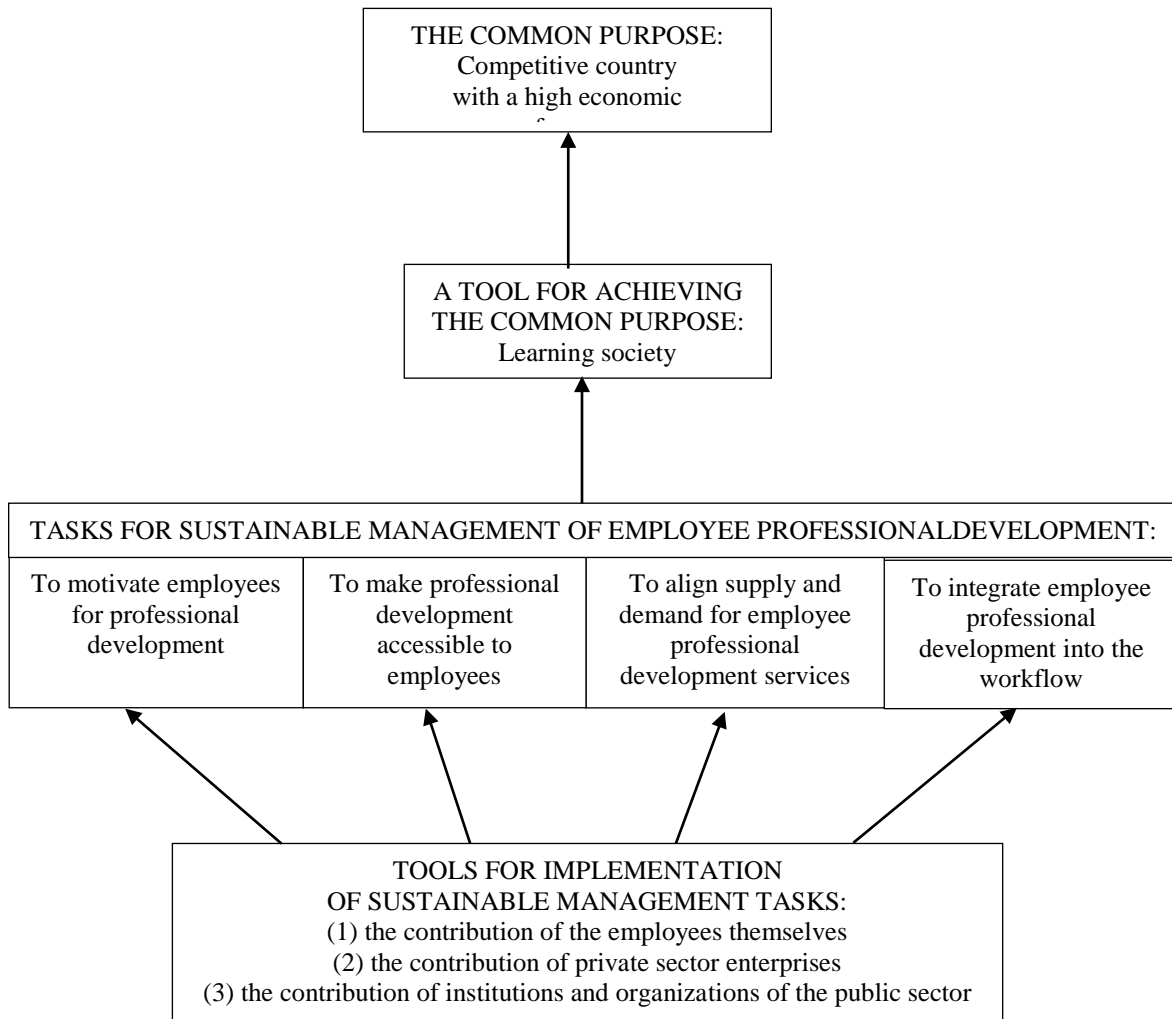 THE COMMON PURPOSE:
Competitive country
with a high economic
A TOOL FOR ACHIEVING
THE COMMON PURPOSE:
Learning society
TASKS FOR SUSTAINABLE MANAGEMENT OF EMPLOYEE PROFESSIONALDEVELOPMENT:
To motivate employees
for professional
development
To make professional
development
accessible to
employees
To align supply and
demand for employee
professional
development services
To integrate employee
professional
development into the
workflow
TOOLS FOR IMPLEMENTATION
OF SUSTAINABLE MANAGEMENT TASKS:
(1) the contribution of the employees themselves
(2) the contribution of private sector enterprises
(3) the contribution of institutions and organizations of the public sector